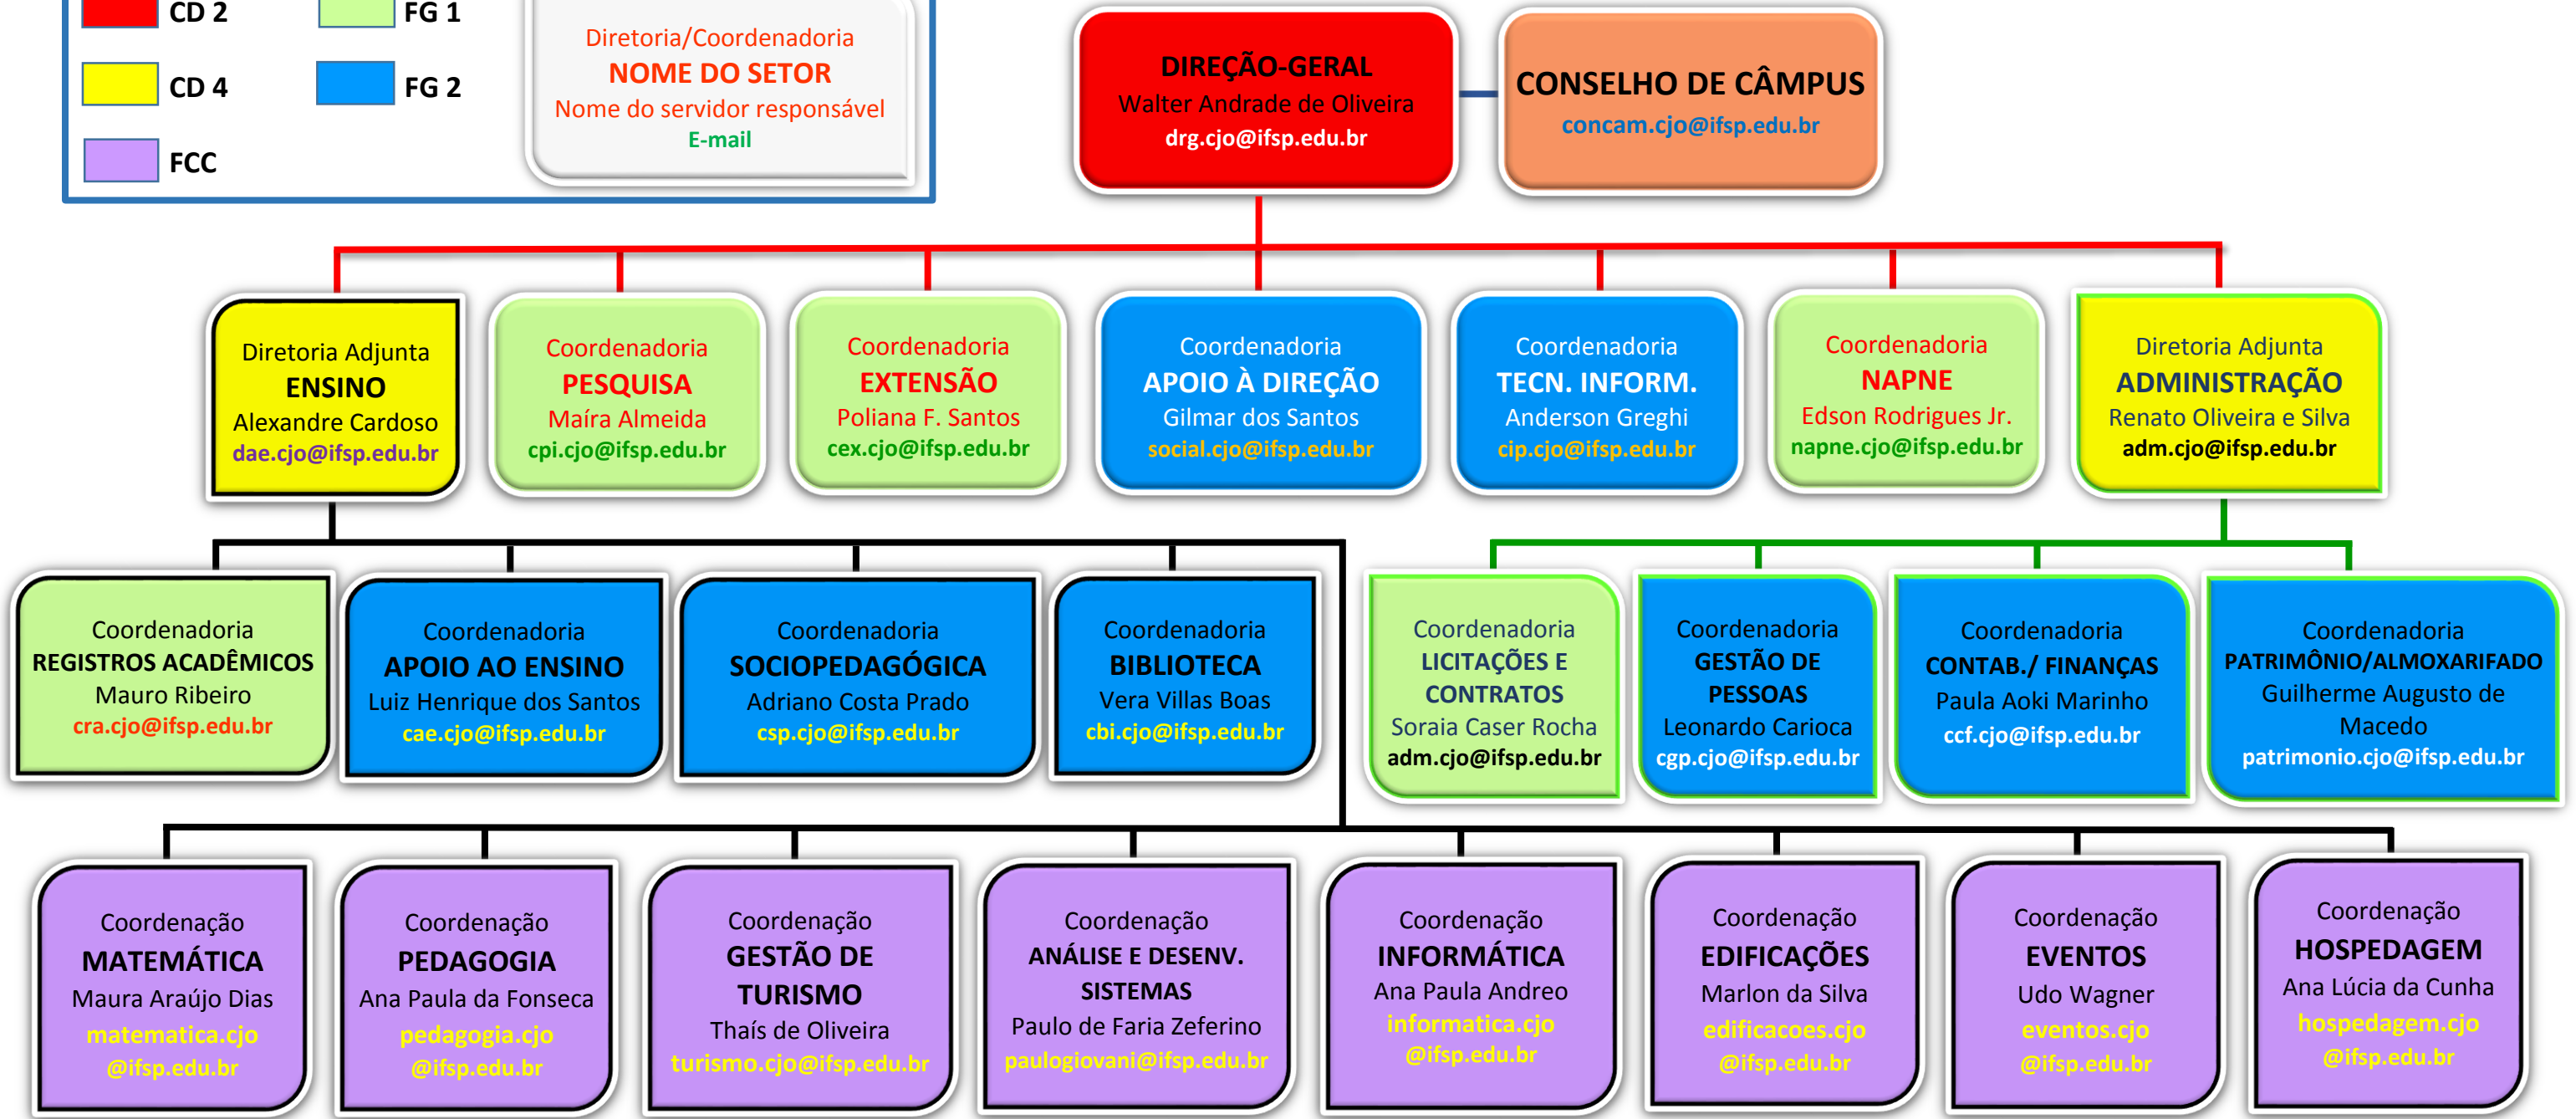 CD 2
FG 1
CD 4
FG 2
FCC
Diretoria/Coordenadoria
NOME DO SETOR
Nome do servidor responsável
E-mail
DIREÇÃO-GERAL
Walter Andrade de Oliveira
drg.cjo@ifsp.edu.br
CONSELHO DE CÂMPUS
concam.cjo@ifsp.edu.br
Diretoria Adjunta
ENSINO
Alexandre Cardoso
dae.cjo@ifsp.edu.br
Coordenadoria
PESQUISA
Maíra Almeida
cpi.cjo@ifsp.edu.br
Coordenadoria
EXTENSÃO
Poliana F. Santos
cex.cjo@ifsp.edu.br
Coordenadoria
APOIO À DIREÇÃO
Gilmar dos Santos
social.cjo@ifsp.edu.br
Coordenadoria
TECN. INFORM.
Anderson Greghi
cip.cjo@ifsp.edu.br
Coordenadoria
NAPNE
Edson Rodrigues Jr.
napne.cjo@ifsp.edu.br
Diretoria Adjunta
ADMINISTRAÇÃO
Renato Oliveira e Silva
adm.cjo@ifsp.edu.br
Coordenadoria
REGISTROS ACADÊMICOS
Mauro Ribeiro
cra.cjo@ifsp.edu.br
Coordenadoria
APOIO AO ENSINO
Luiz Henrique dos Santos
cae.cjo@ifsp.edu.br
Coordenadoria
SOCIOPEDAGÓGICA
Adriano Costa Prado
csp.cjo@ifsp.edu.br
Coordenadoria
BIBLIOTECA
Vera Villas Boas
cbi.cjo@ifsp.edu.br
Coordenadoria
LICITAÇÕES E
CONTRATOS
Soraia Caser Rocha
adm.cjo@ifsp.edu.br
Coordenadoria
GESTÃO DE
PESSOAS
Leonardo Carioca
cgp.cjo@ifsp.edu.br
Coordenadoria
CONTAB./ FINANÇAS
Paula Aoki Marinho
ccf.cjo@ifsp.edu.br
Coordenadoria
PATRIMÔNIO/ALMOXARIFADO
Guilherme Augusto de
Macedo
patrimonio.cjo@ifsp.edu.br
Coordenação
MATEMÁTICA
Maura Araújo Dias
matematica.cjo
@ifsp.edu.br
Coordenação
PEDAGOGIA
Ana Paula da Fonseca
pedagogia.cjo
@ifsp.edu.br
Coordenação
GESTÃO DE
TURISMO
Thaís de Oliveira
turismo.cjo@ifsp.edu.br
Coordenação
ANÁLISE E DESENV.
SISTEMAS
Paulo de Faria Zeferino
paulogiovani@ifsp.edu.br
Coordenação
INFORMÁTICA
Ana Paula Andreo
informatica.cjo
@ifsp.edu.br
Coordenação
EDIFICAÇÕES
Marlon da Silva
edificacoes.cjo
@ifsp.edu.br
Coordenação
EVENTOS
Udo Wagner
eventos.cjo
@ifsp.edu.br
Coordenação
HOSPEDAGEM
Ana Lúcia da Cunha
hospedagem.cjo
@ifsp.edu.br